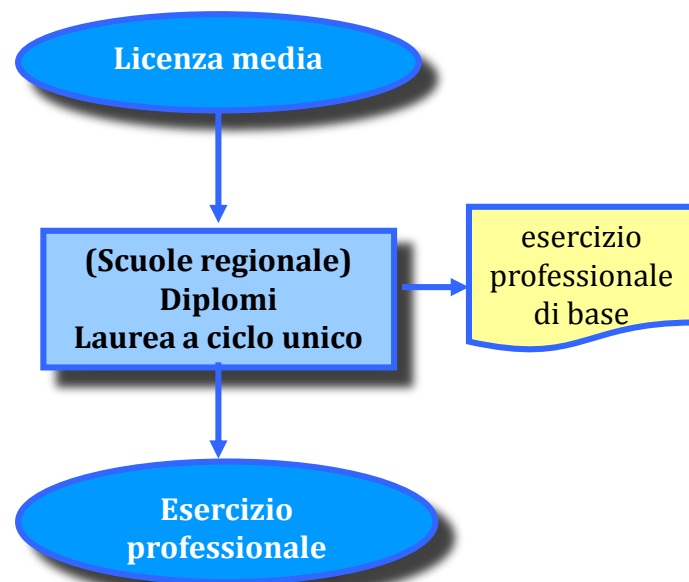 Licenza media
(Scuole regionale)
Diplomi
Laurea a ciclo unico
esercizio
professionale
di base
Esercizio
professionale